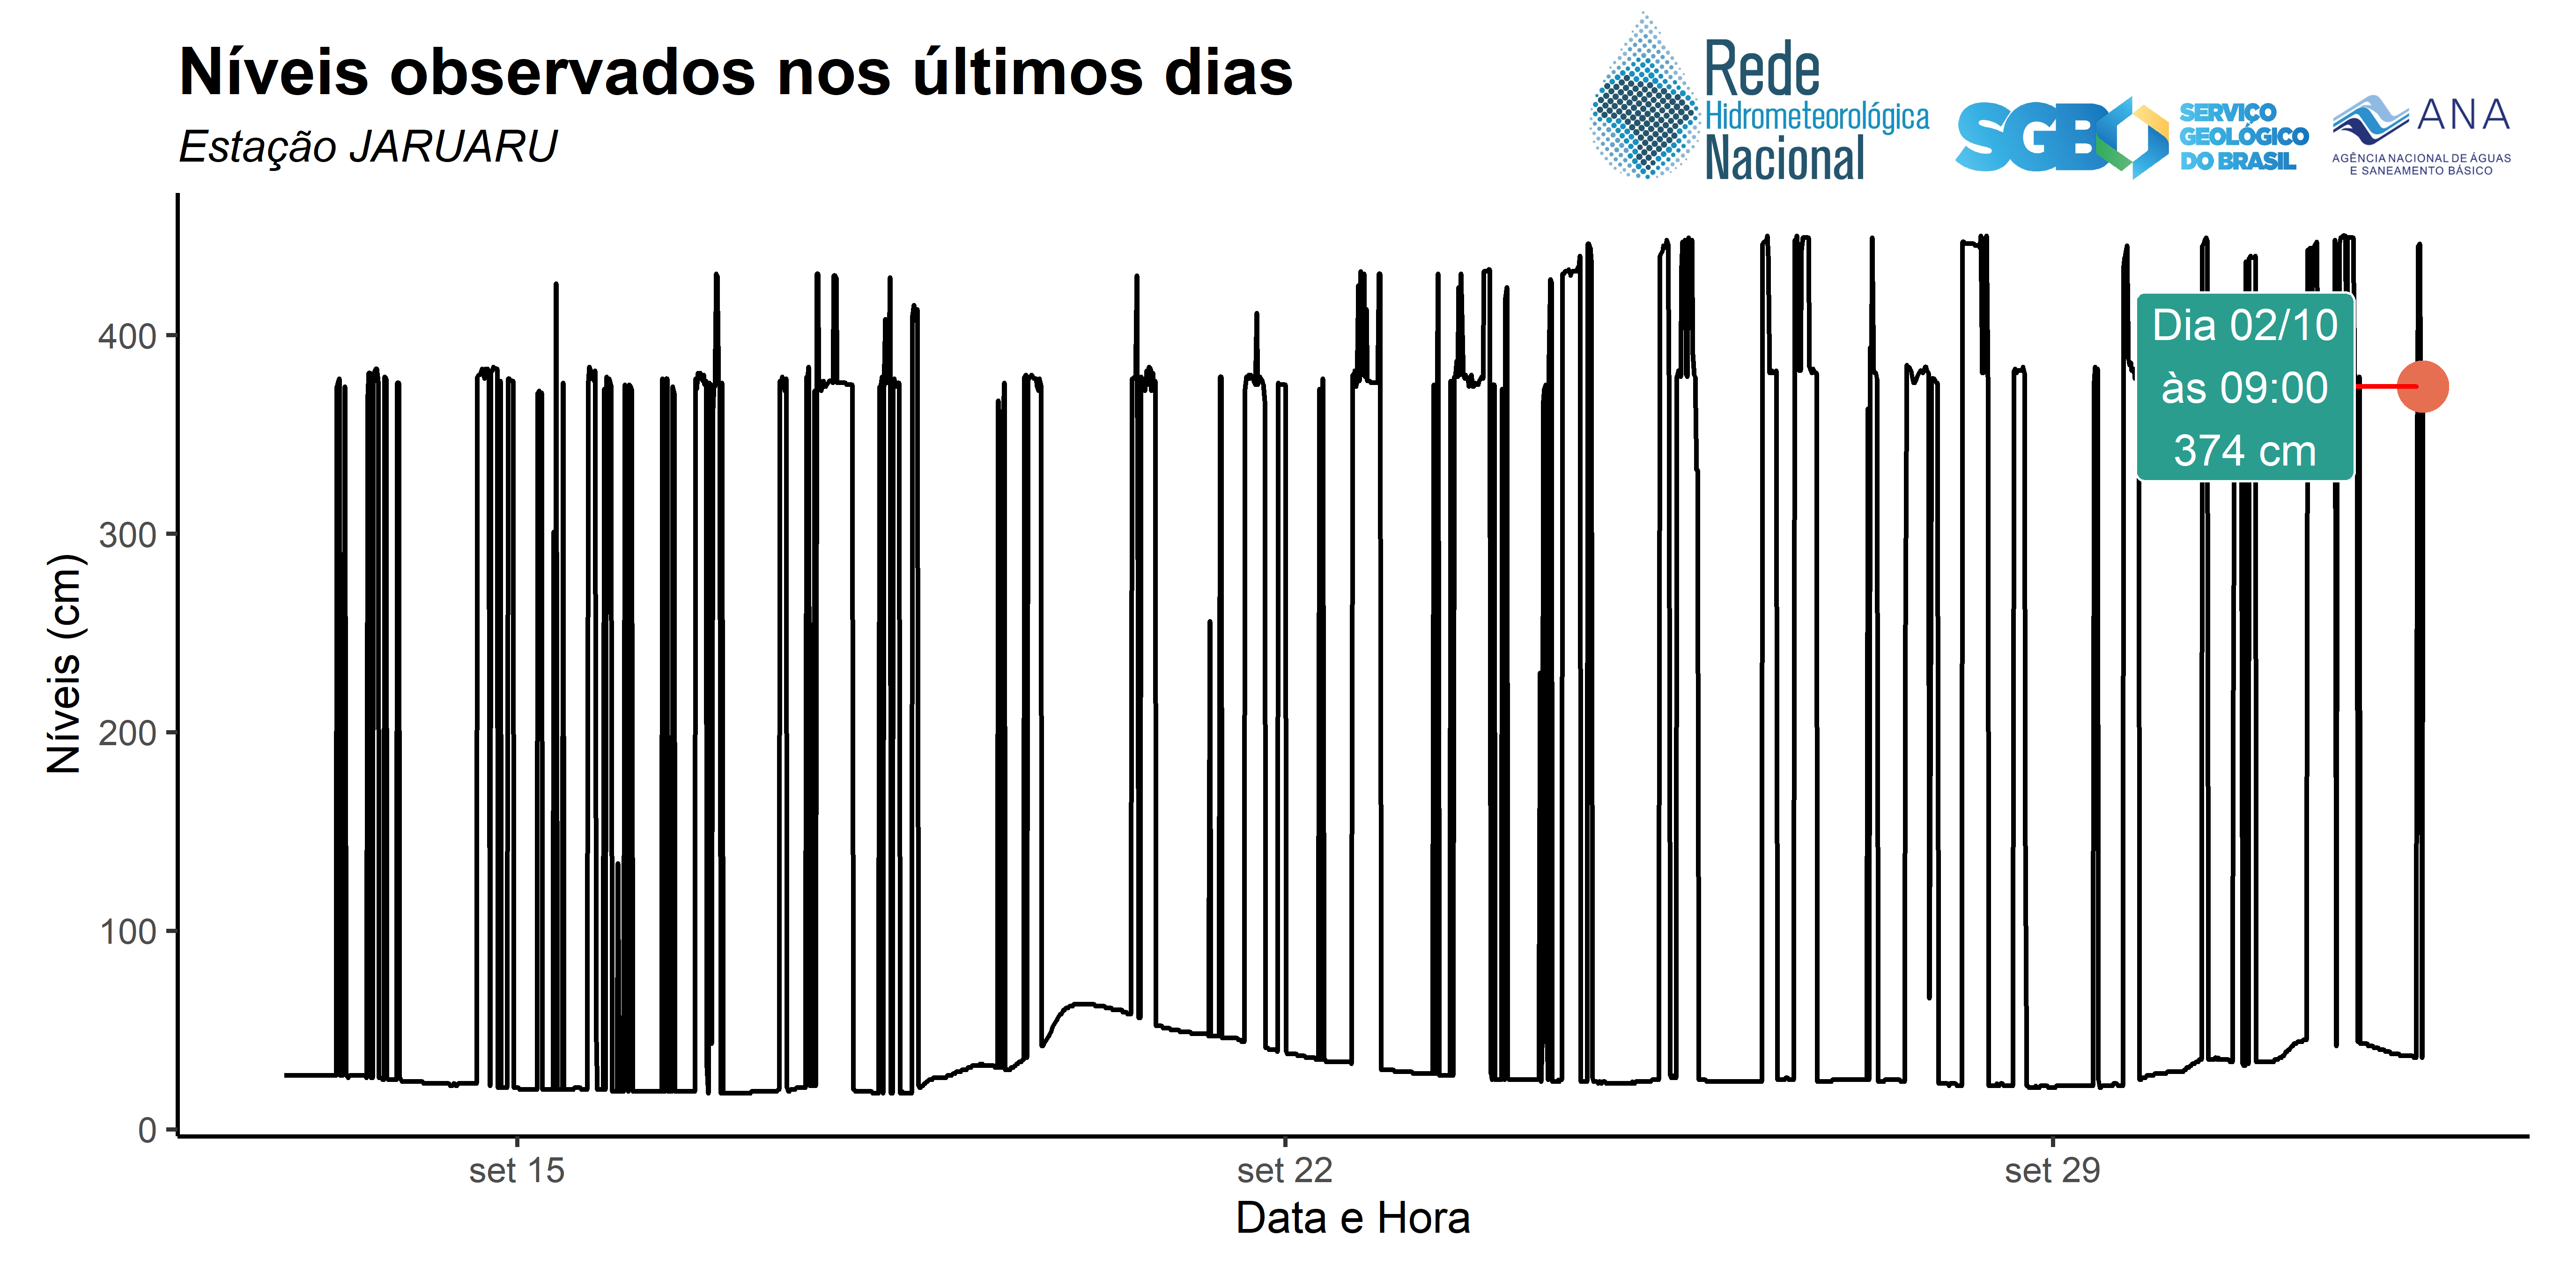 Níveis observados nos últimos dias
Estação JARUARU
Rede
Hidrometeorológica
Nacional
SGB
SERVIÇO
GEOLÓGICO
DO BRASIL
ANA
AGÊNCIA NACIONAL DE ÁGUAS
E SANEAMENTO BÁSICO
Níveis (cm)
400
300
200
100
0
Dia 02/10
às 09:00
374 cm
set 15
set 22
set 29
Data e Hora